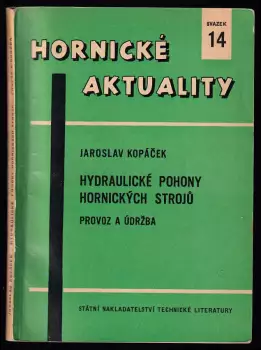 SVAZEK
14
HORNICKÉ
AKTUALITY
JAROSLAV KOPÁČEK
HYDRAULICKÉ POHONY
HORNICKÝCH STROJŮ
PROVOZ A ÚDRŽBA
STÁTNÍ NAKLADATELSTVÍ TECHNICKÉ LITERATURY